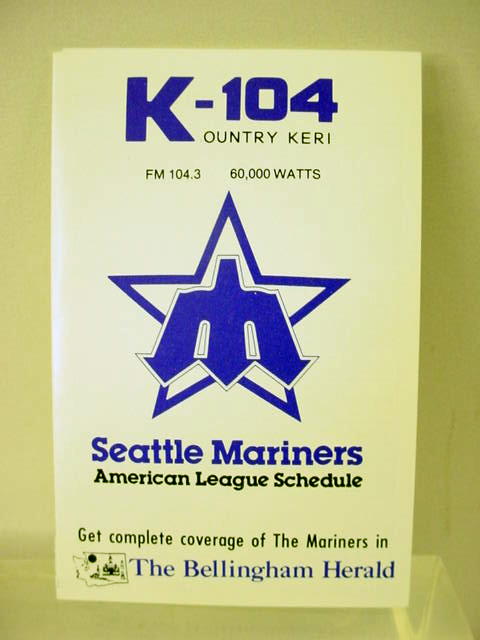 K-104
OUNTRY KERI
FM 104.3 60,000 WATTS
Seattle Mariners
American League Schedule
Get complete coverage of The Mariners in
The Bellingham Herald